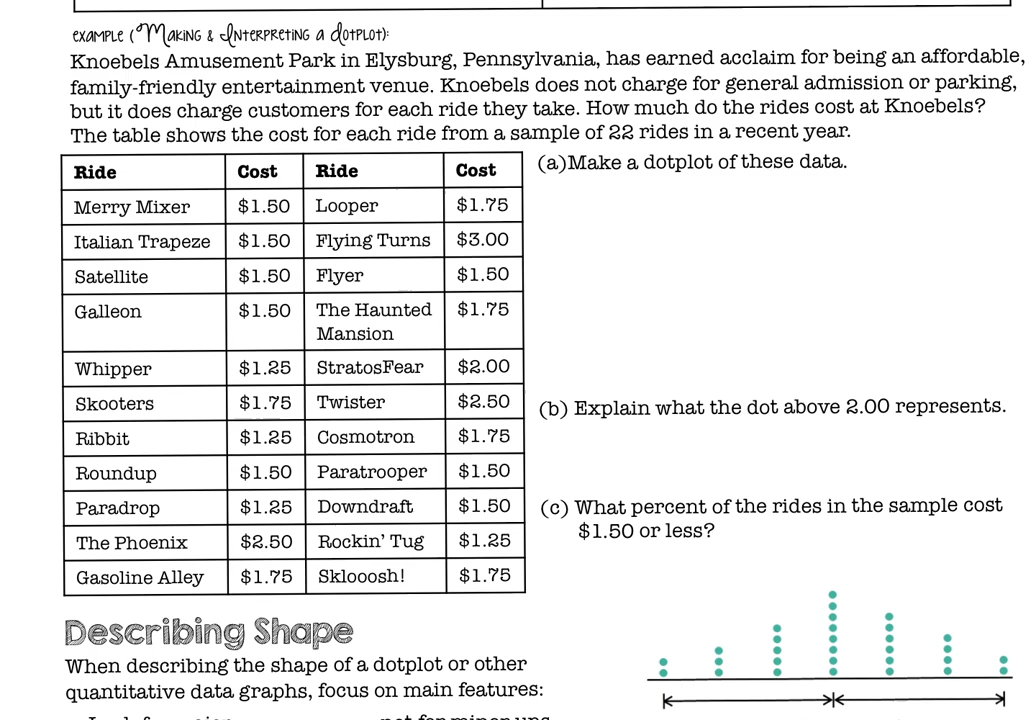 example (Making & Interpreting a Dotplot):
Knoebels Amusement Park in Elysburg, Pennsylvania, has earned acclaim for being an affordable,
family-friendly entertainment venue. Knoebels does not charge for general admission or parking,
but it does charge customers for each ride they take. How much do the rides cost at Knoebels?
The table shows the cost for each ride from a sample of 22 rides in a recent year.
Ride Cost Ride Cost
Merry Mixer $1.50 Looper $1.75
Italian Trapeze $1.50 Flying Turns $3.00
Satellite $1.50 Flyer $1.50
Galleon $1.50 The Haunted $1.75
Mansion
Whipper $1.25 StratosFear $2.00
Skooters $1.75 Twister $2.50
Ribbit $1.25 Cosmotron $1.75
Roundup $1.50 Paratrooper $1.50
Paradrop $1.25 Downdraft $1.50
The Phoenix $2.50 Rockin' Tug $1.25
Gasoline Alley $1.75 Sklooosh! $1.75
(a)Make a dotplot of these data.
(b) Explain what the dot above 2.00 represents.
(c) What percent of the rides in the sample cost
$1.50 or less?
Describing Shape
When describing the shape of a dotplot or other
quantitative data graphs, focus on main features: